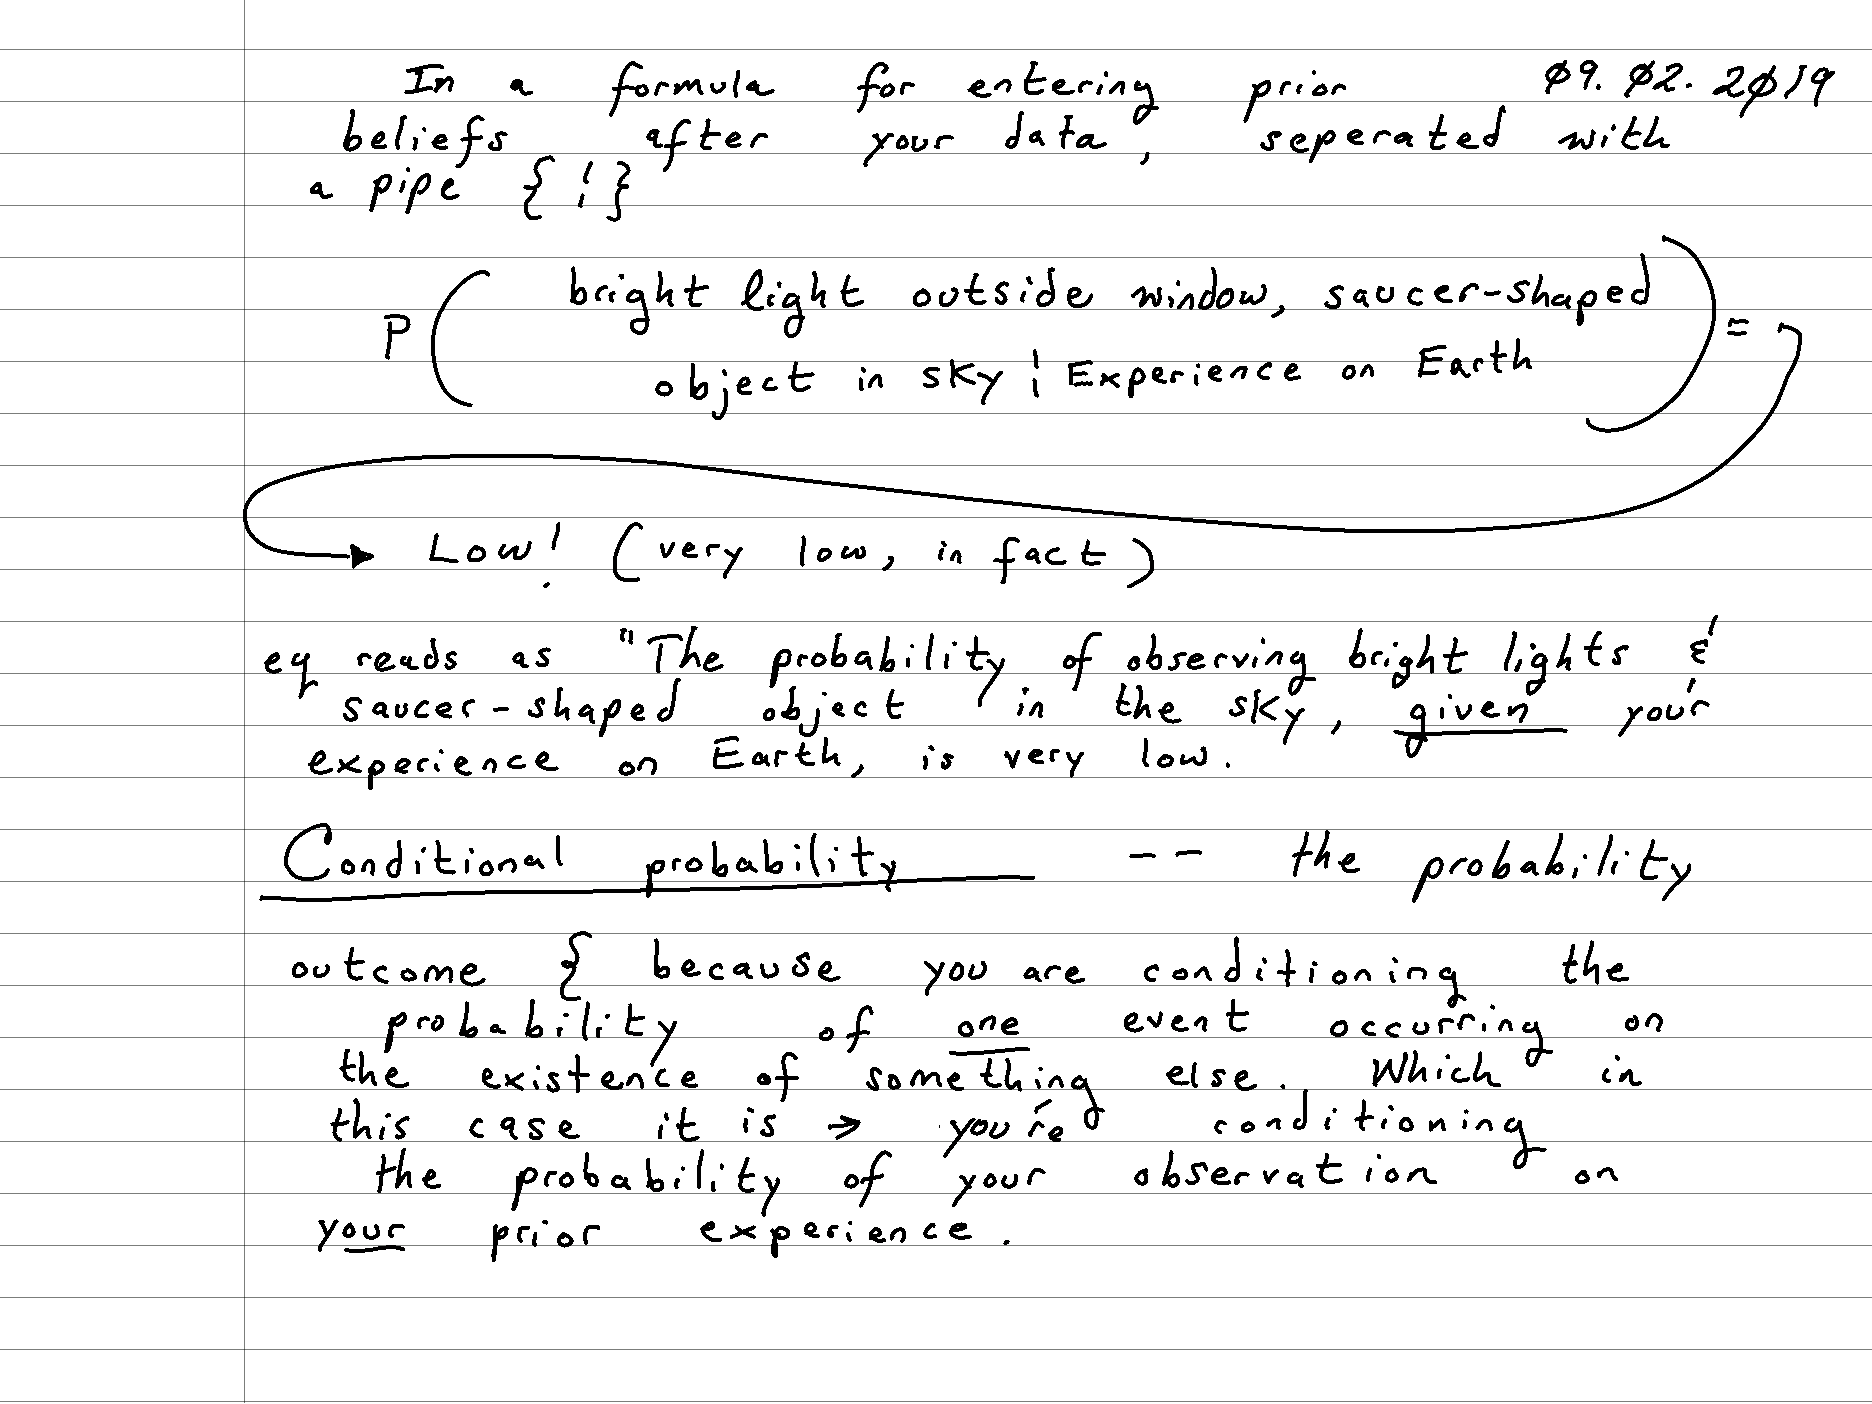 In a formula for entering prior ø9. ø2. 2ø19
beliefs after your data, seperated with
a pipe { ¦ }
bright light outside window, saucer-shaped
P ( object in sky ¦ Experience on Earth ) =
Low! (very low, in fact)
eq reads as "The probability of observing bright lights &
saucer-shaped object in the sky, given your
experience on Earth, is very low.
Conditional probability -- the probability
outcome { because you are conditioning the
probability of one event occurring on
the existence of something else. Which in
this case it is → you're conditioning
the probability of your observation on
your prior experience.